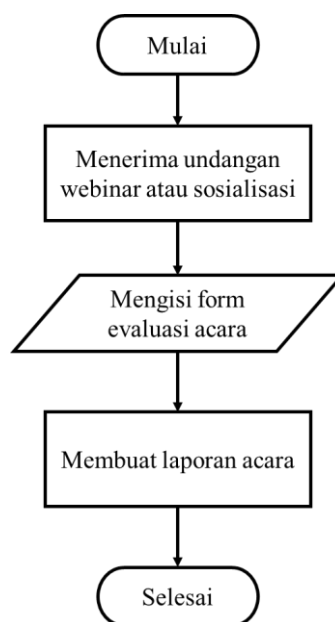 Mulai
Menerima undangan
webinar atau sosialisasi
Mengisi form
evaluasi acara
Membuat laporan acara
Selesai